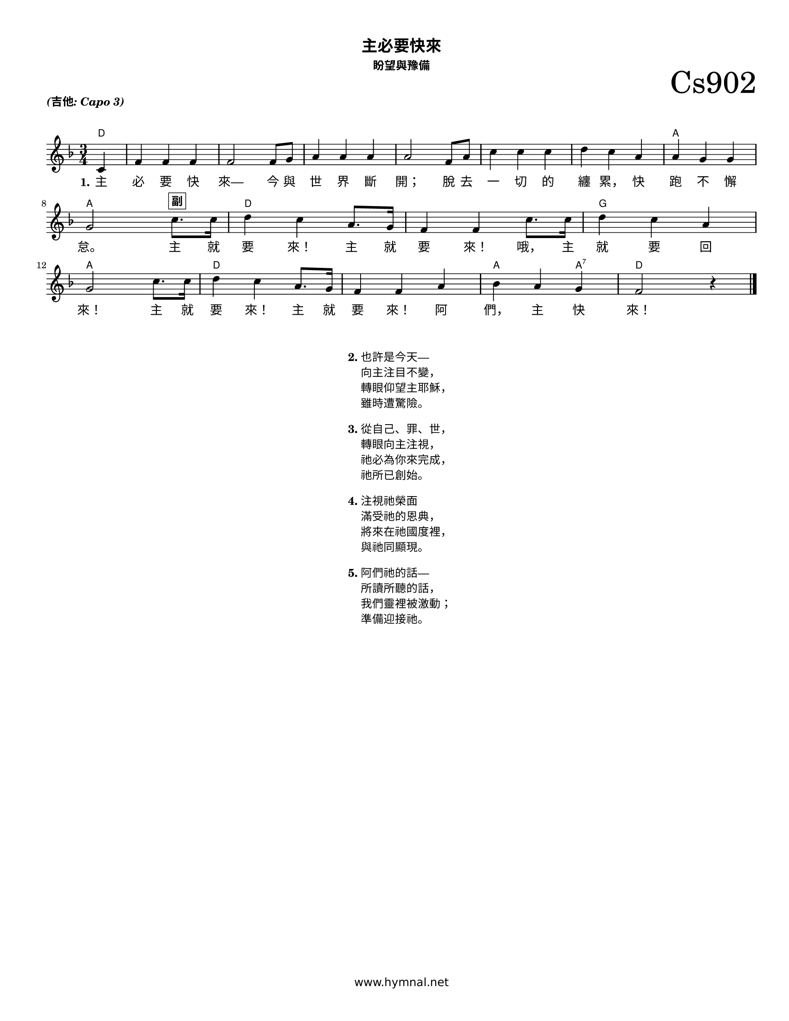 主必要快來
盼望與豫備
Cs902
(吉他: Capo 3)
D A
3 4
1. 主 必 要 快 來— 今 與 世 界 斷 開； 脫 去 一 切 的 纏 累， 快 跑 不 懈
8 A 副 D G
怠。 主 就 要 來！ 主 就 要 來！ 哦， 主 就 要 回
12 A D A A7 D
來！ 主 就 要 來！ 主 就 要 來！ 阿 們， 主 快 來！
2. 也許是今天—
向主注目不變，
轉眼仰望主耶穌，
雖時遭驚險。
3. 從自己、罪、世，
轉眼向主注視，
祂必為你來完成，
祂所已創始。
4. 注視祂榮面
滿受祂的恩典，
將來在祂國度裡，
與祂同顯現。
5. 阿們祂的話—
所讀所聽的話，
我們靈裡被激動；
準備迎接祂。
www.hymnal.net